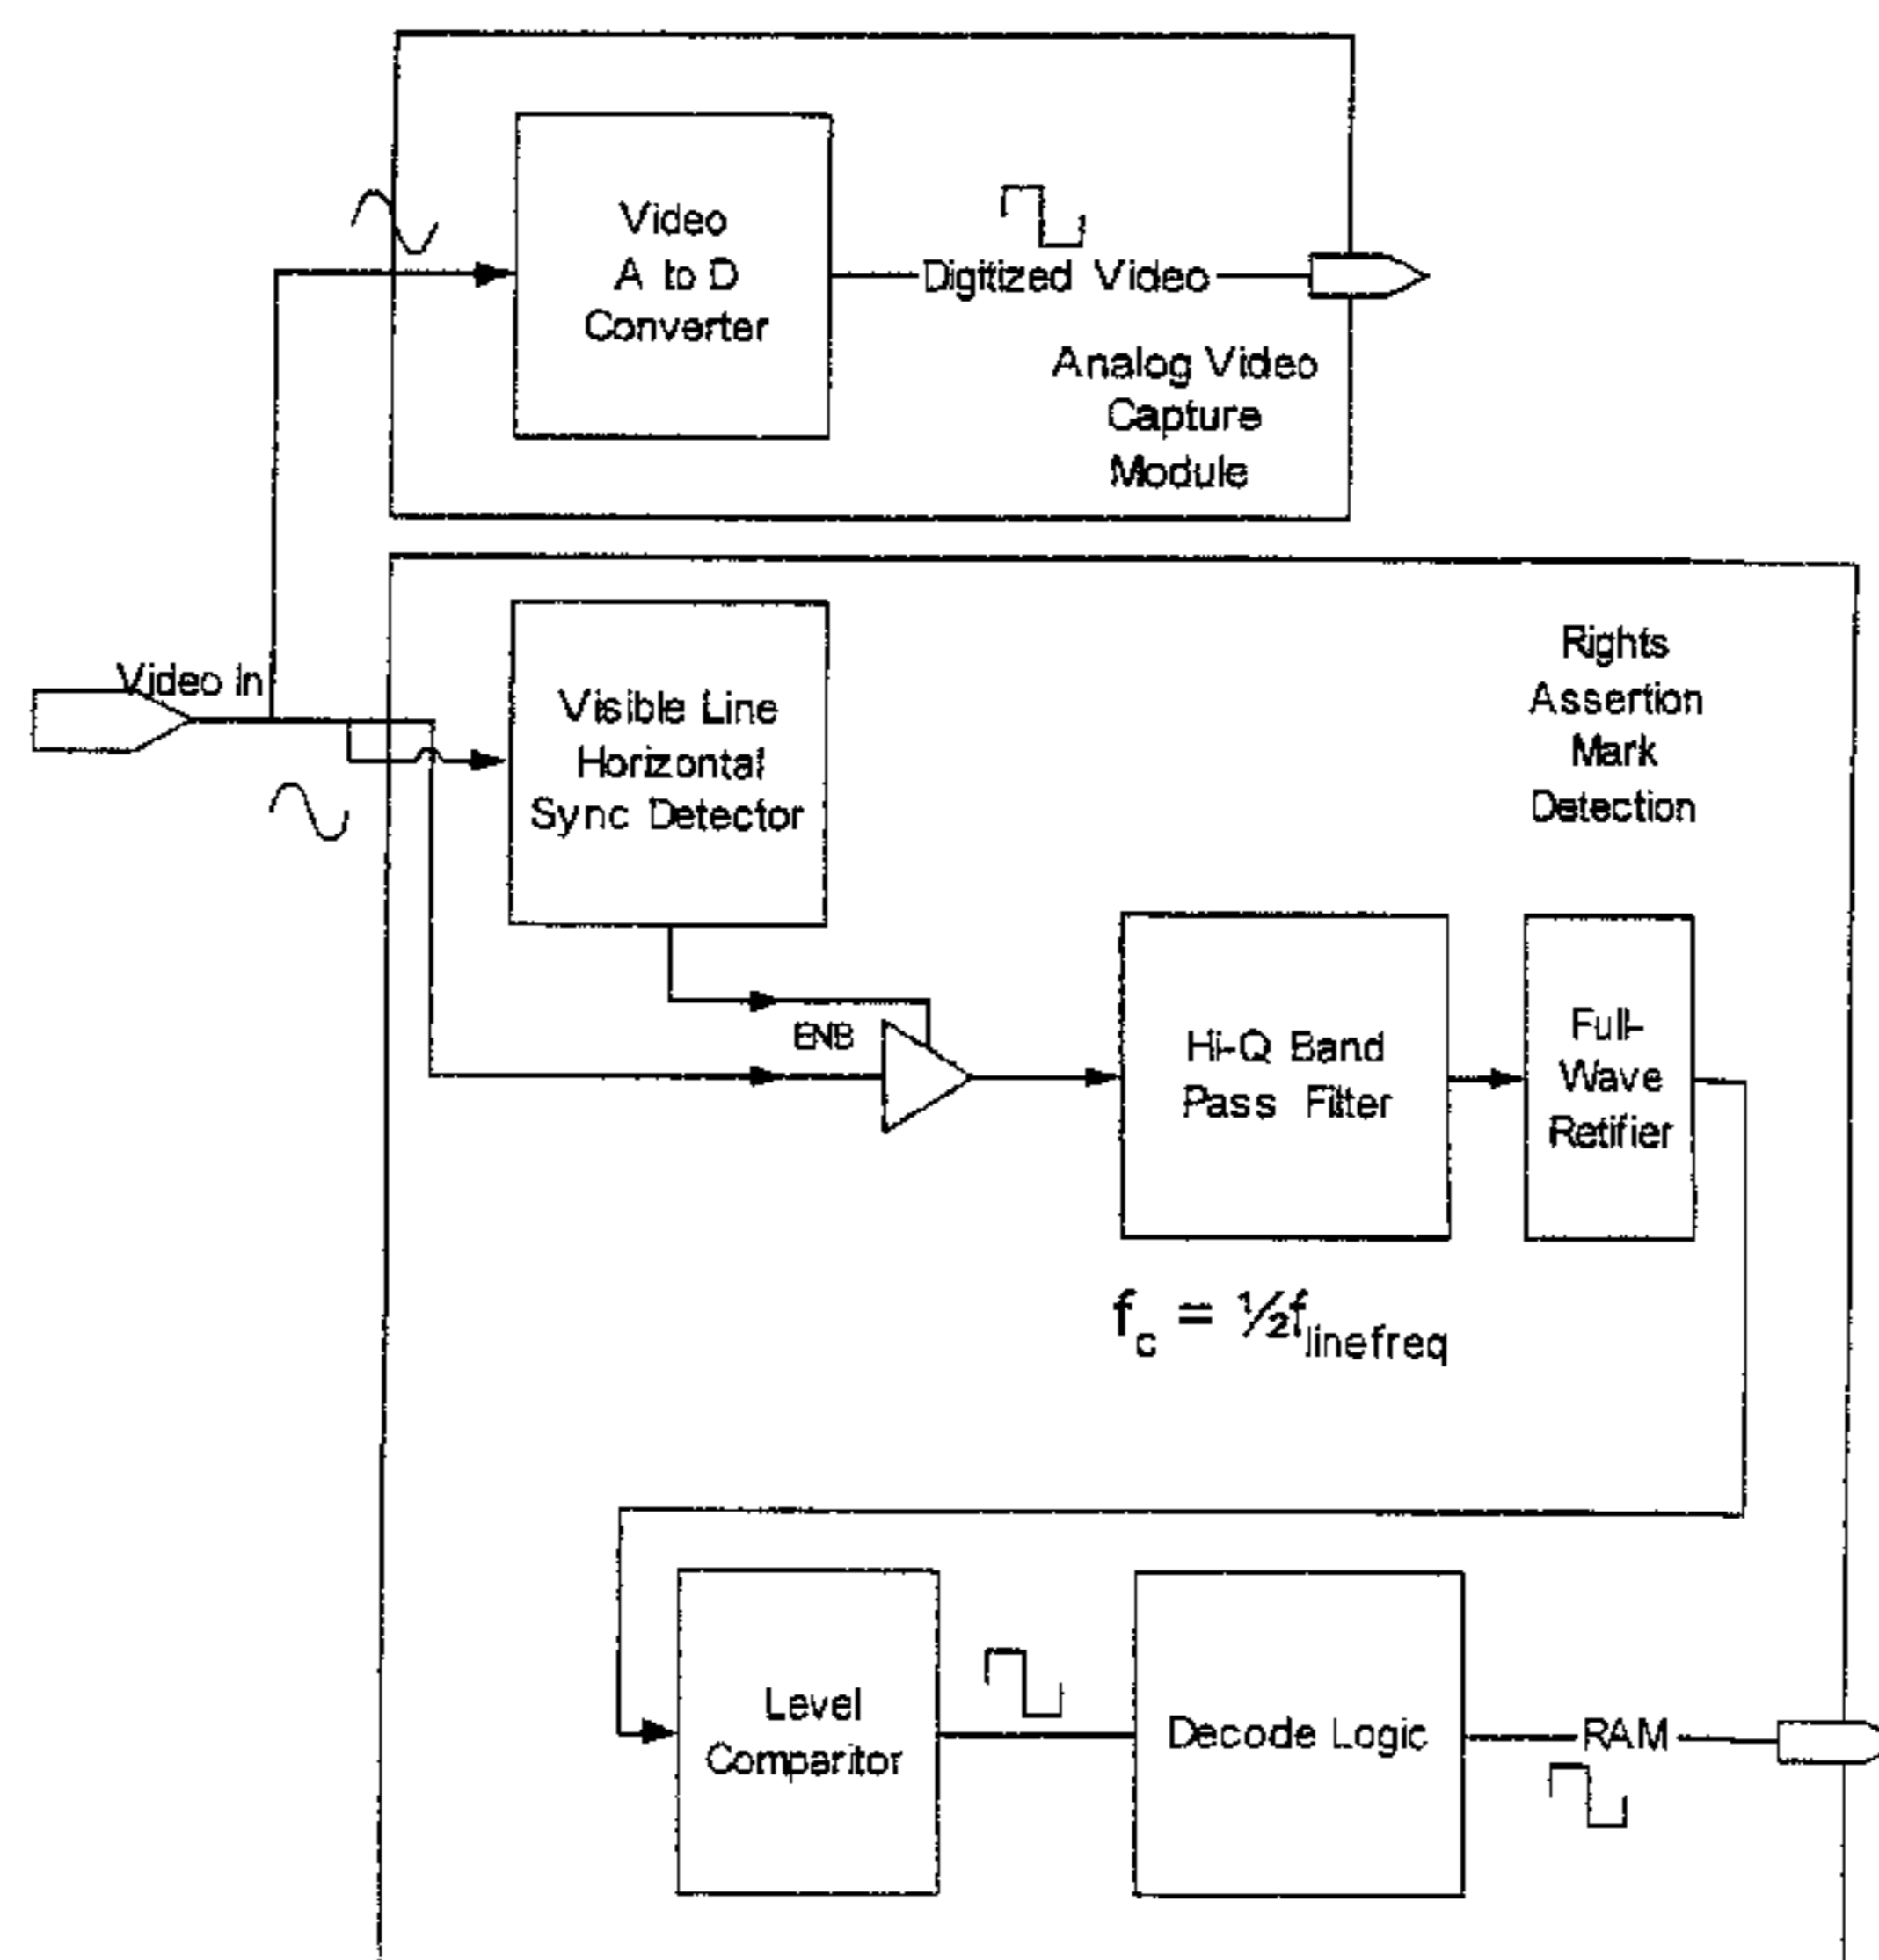 Video
A to D
Converter
Digitized Video
Analog Video
Capture
Module
Video In
Visible Line
Horizontal
Sync Detector
Rights
Assertion
Mark
Detection
ENB
Hi-Q Band
Pass Filter
Full-
Wave
Retifier
f_c = ½f_linefreq
Level
Comparitor
Decode Logic
RAM